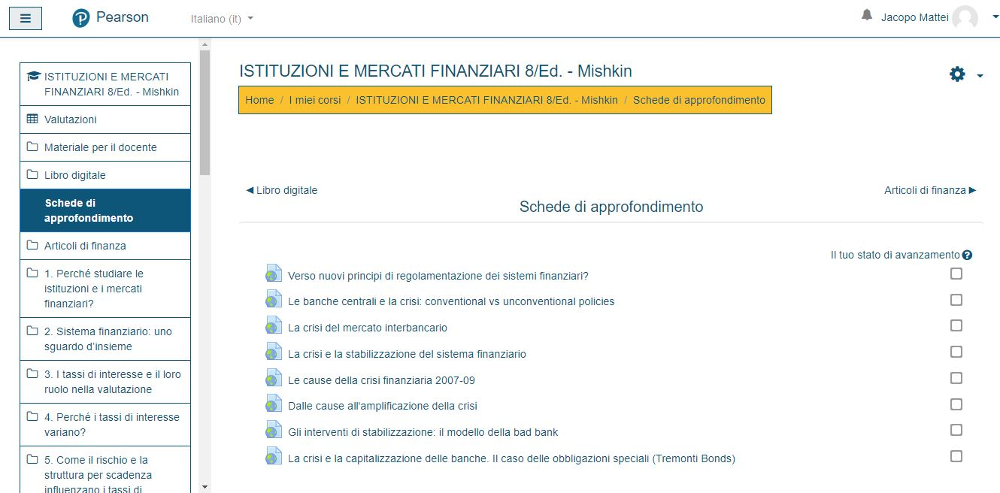 Pearson
Italiano (it)
Jacopo Mattei
ISTITUZIONI E MERCATI
FINANZIARI 8/Ed. - Mishkin
Valutazioni
Materiale per il docente
Libro digitale
Schede di
approfondimento
Articoli di finanza
1. Perché studiare le
istituzioni e i mercati
finanziari?
2. Sistema finanziario: uno
sguardo d'insieme
3. I tassi di interesse e il loro
ruolo nella valutazione
4. Perché i tassi di interesse
variano?
5. Come il rischio e la
struttura per scadenza
influenzano i tassi di
ISTITUZIONI E MERCATI FINANZIARI 8/Ed. - Mishkin
Home / I miei corsi / ISTITUZIONI E MERCATI FINANZIARI 8/Ed. - Mishkin / Schede di approfondimento
◄ Libro digitale
Articoli di finanza ►
Schede di approfondimento
Il tuo stato di avanzamento
Verso nuovi principi di regolamentazione dei sistemi finanziari?
Le banche centrali e la crisi: conventional vs unconventional policies
La crisi del mercato interbancario
La crisi e la stabilizzazione del sistema finanziario
Le cause della crisi finanziaria 2007-09
Dalle cause all'amplificazione della crisi
Gli interventi di stabilizzazione: il modello della bad bank
La crisi e la capitalizzazione delle banche. Il caso delle obbligazioni speciali (Tremonti Bonds)